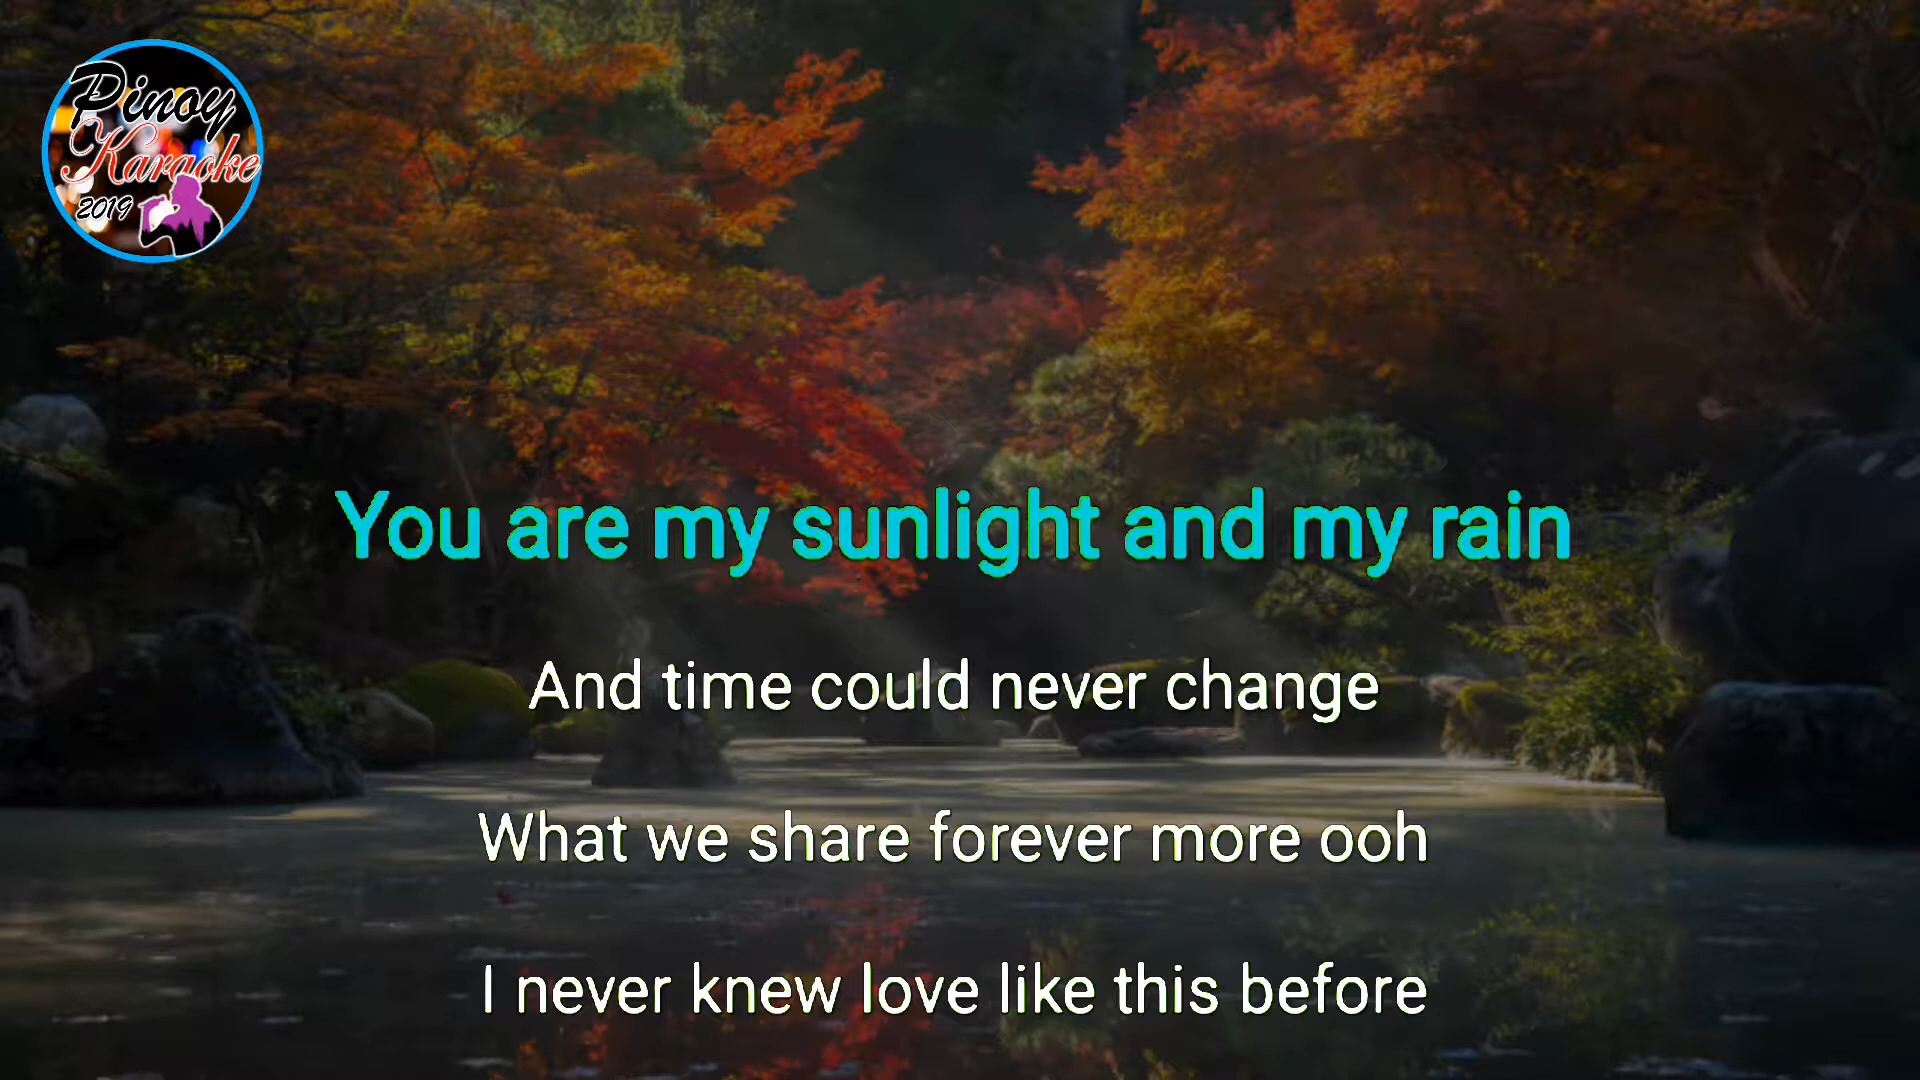 Pinoy
Karaoke
2019
You are my sunlight and my rain
And time could never change
What we share forever more ooh
I never knew love like this before